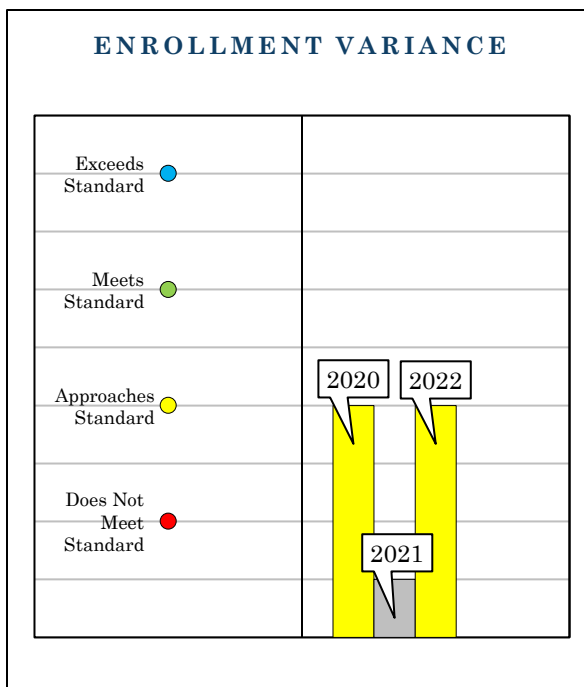 ENROLLMENT VARIANCE
Exceeds
Standard
Meets
Standard
Approaches
Standard
Does Not
Meet
Standard
2020
2022
2021